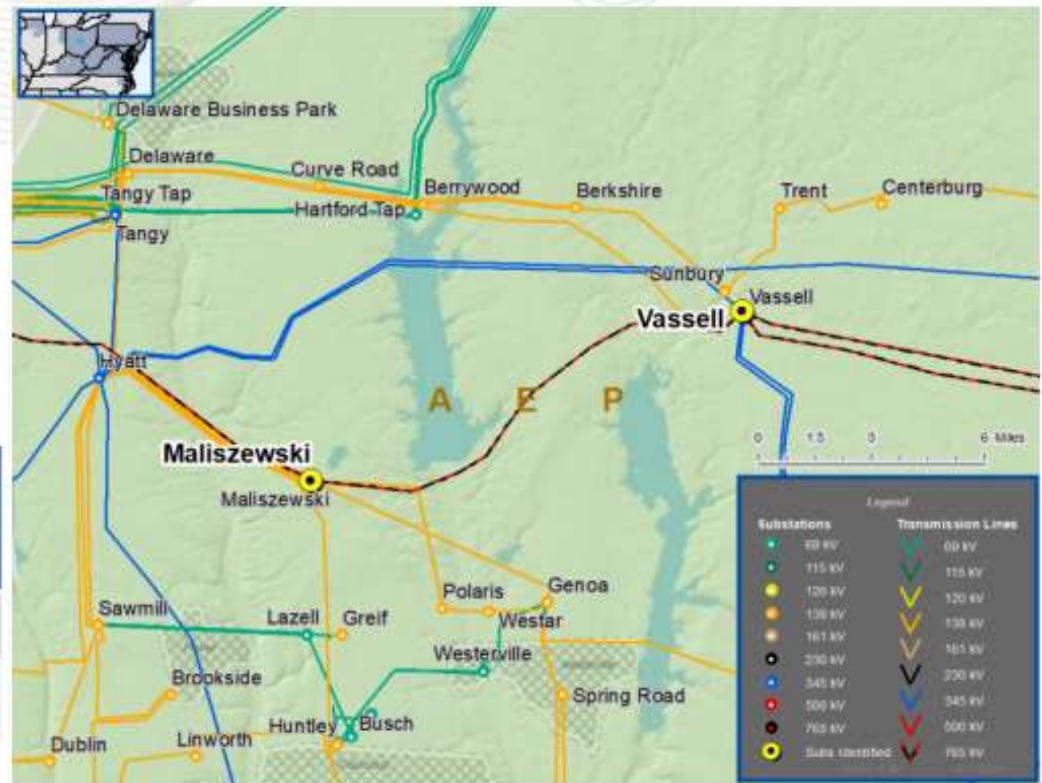 Delaware Business Park
Delaware
Curve Road
Tangy Tap
Berrywood
Berkshire
Trent
Centerburg
Hartford Tap
Tangy
Sunbury
Vassell
Vassell
Hyatt
A E P
0 1.5 3 6 Miles
Maliszewski
Maliszewski
Legend
Substations Transmission Lines
69 kV 69 kV
115 kV 115 kV
120 kV 120 kV
138 kV 138 kV
161 kV 161 kV
230 kV 230 kV
345 kV 345 kV
500 kV 500 kV
765 kV 765 kV
Subs Identified
Polaris
Genoa
Westar
Sawmill
Lazell
Greif
Westerville
Brookside
Spring Road
Huntley
Busch
Dublin
Linworth